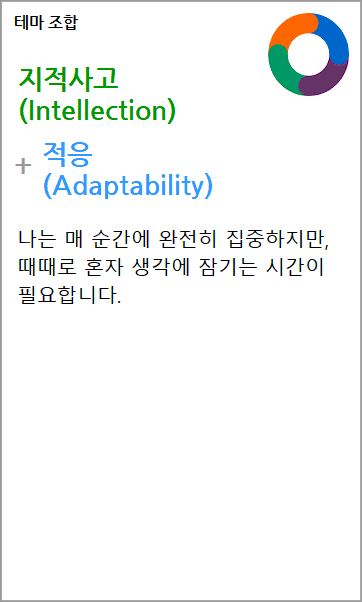 테마 조합
지적사고
(Intellection)
+ 적응
(Adaptability)
나는 매 순간에 완전히 집중하지만,
때때로 혼자 생각에 잠기는 시간이
필요합니다.